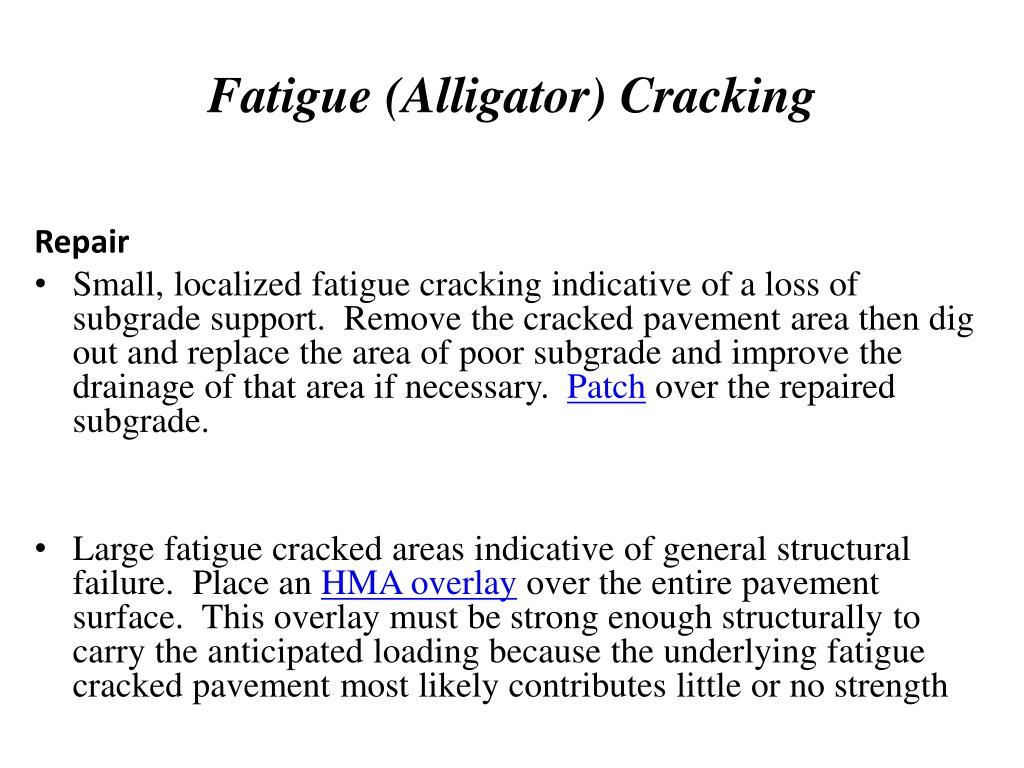 Fatigue (Alligator) Cracking
Repair
• Small, localized fatigue cracking indicative of a loss of
subgrade support.  Remove the cracked pavement area then dig
out and replace the area of poor subgrade and improve the
drainage of that area if necessary.  Patch over the repaired
subgrade.
• Large fatigue cracked areas indicative of general structural
failure.  Place an HMA overlay over the entire pavement
surface.  This overlay must be strong enough structurally to
carry the anticipated loading because the underlying fatigue
cracked pavement most likely contributes little or no strength